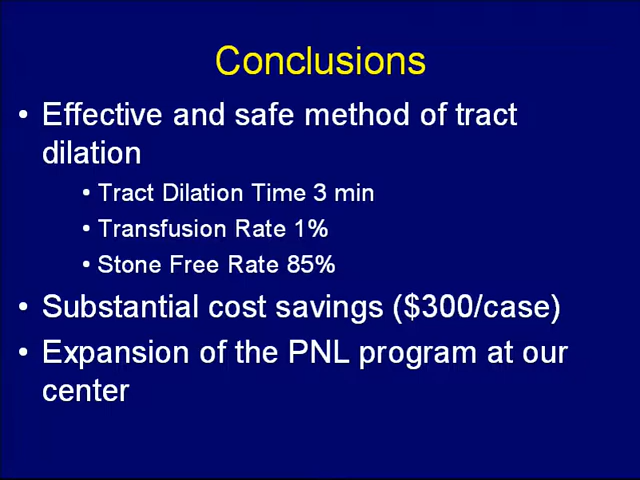 Conclusions
• Effective and safe method of tract
dilation
• Tract Dilation Time 3 min
• Transfusion Rate 1%
• Stone Free Rate 85%
• Substantial cost savings ($300/case)
• Expansion of the PNL program at our
center